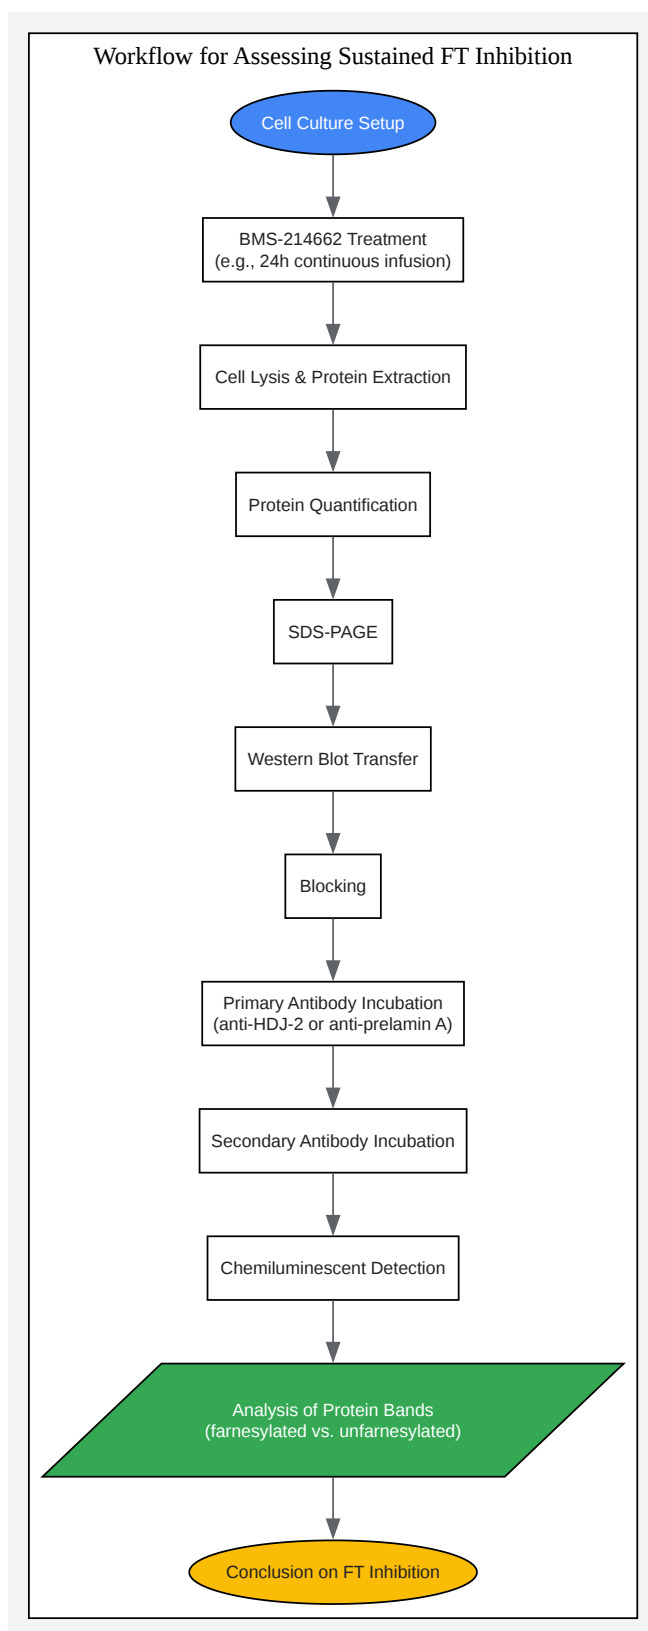 Workflow for Assessing Sustained FT Inhibition
Cell Culture Setup
BMS-214662 Treatment
(e.g., 24h continuous infusion)
Cell Lysis & Protein Extraction
Protein Quantification
SDS-PAGE
Western Blot Transfer
Blocking
Primary Antibody Incubation
(anti-HDJ-2 or anti-prelamin A)
Secondary Antibody Incubation
Chemiluminescent Detection
Analysis of Protein Bands
(farnesylated vs. unfarnesylated)
Conclusion on FT Inhibition